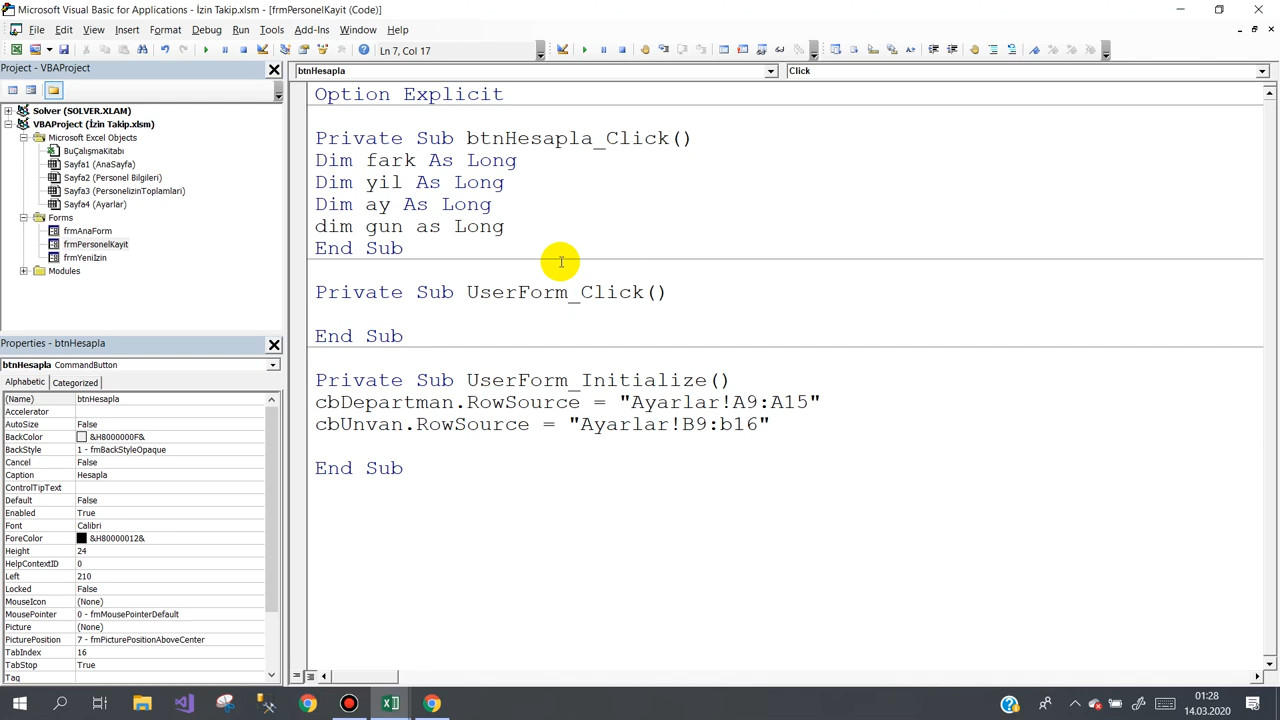 Microsoft Visual Basic for Applications - İzin Takip.xlsm - [frmPersonelKayit (Code)]
File Edit View Insert Format Debug Run Tools Add-Ins Window Help
Ln 7, Col 17
Project - VBAProject
Solver (SOLVER.XLAM)
VBAProject (İzin Takip.xlsm)
Microsoft Excel Objects
BuÇalışmaKitabı
Sayfa1 (AnaSayfa)
Sayfa2 (Personel Bilgileri)
Sayfa3 (PersonelizinToplamlari)
Sayfa4 (Ayarlar)
Forms
frmAnaForm
frmPersonelKayit
frmYeniIzin
Modules
Properties - btnHesapla
btnHesapla CommandButton
Alphabetic Categorized
(Name) btnHesapla
Accelerator
AutoSize False
BackColor &H8000000F&
BackStyle 1 - fmBackStyleOpaque
Cancel False
Caption Hesapla
ControlTipText
Default False
Enabled True
Font Calibri
ForeColor &H80000012&
Height 24
HelpContextID 0
Left 210
Locked False
MouseIcon (None)
MousePointer 0 - fmMousePointerDefault
Picture (None)
PicturePosition 7 - fmPicturePositionAboveCenter
TabIndex 16
TabStop True
Tag
btnHesapla Click
Option Explicit
Private Sub btnHesapla_Click()
Dim fark As Long
Dim yil As Long
Dim ay As Long
dim gun as Long
End Sub
Private Sub UserForm_Click()
End Sub
Private Sub UserForm_Initialize()
cbDepartman.RowSource = "Ayarlar!A9:A15"
cbUnvan.RowSource = "Ayarlar!B9:b16"
End Sub
01:28
14.03.2020